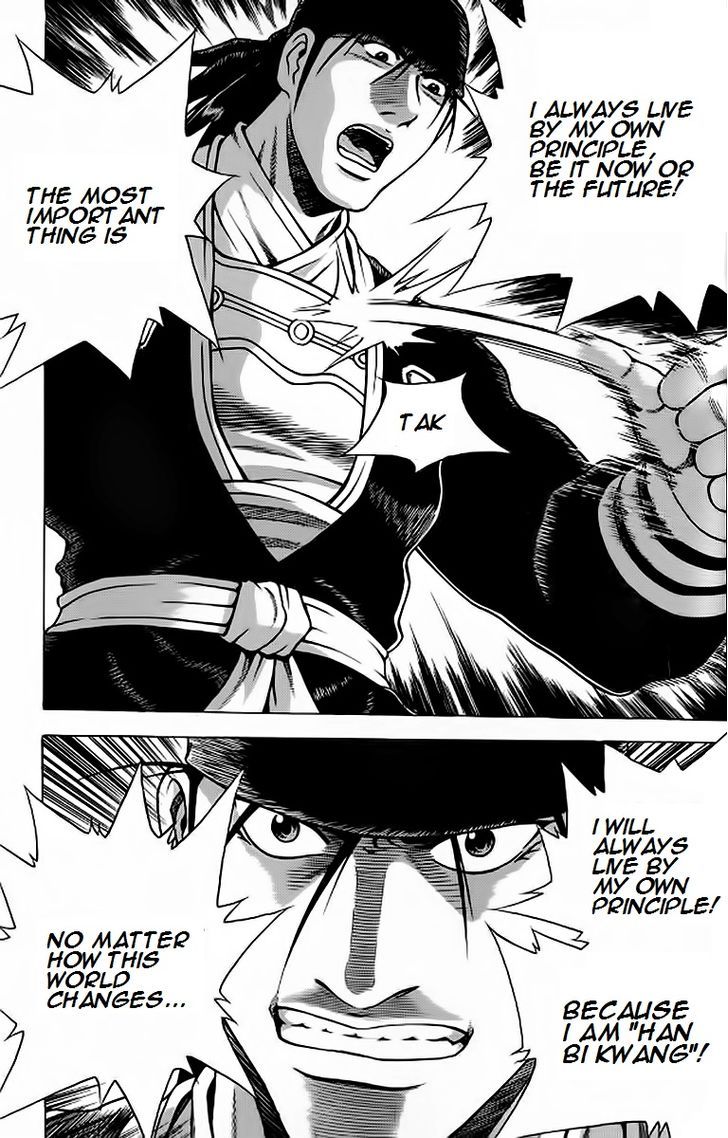 THE MOST
IMPORTANT
THING IS
I ALWAYS LIVE
BY MY OWN
PRINCIPLE,
BE IT NOW OR
THE FUTURE!
TAK
NO MATTER
HOW THIS
WORLD
CHANGES...
I WILL
ALWAYS
LIVE BY
MY OWN
PRINCIPLE!
BECAUSE
I AM "HAN
BI KWANG"!